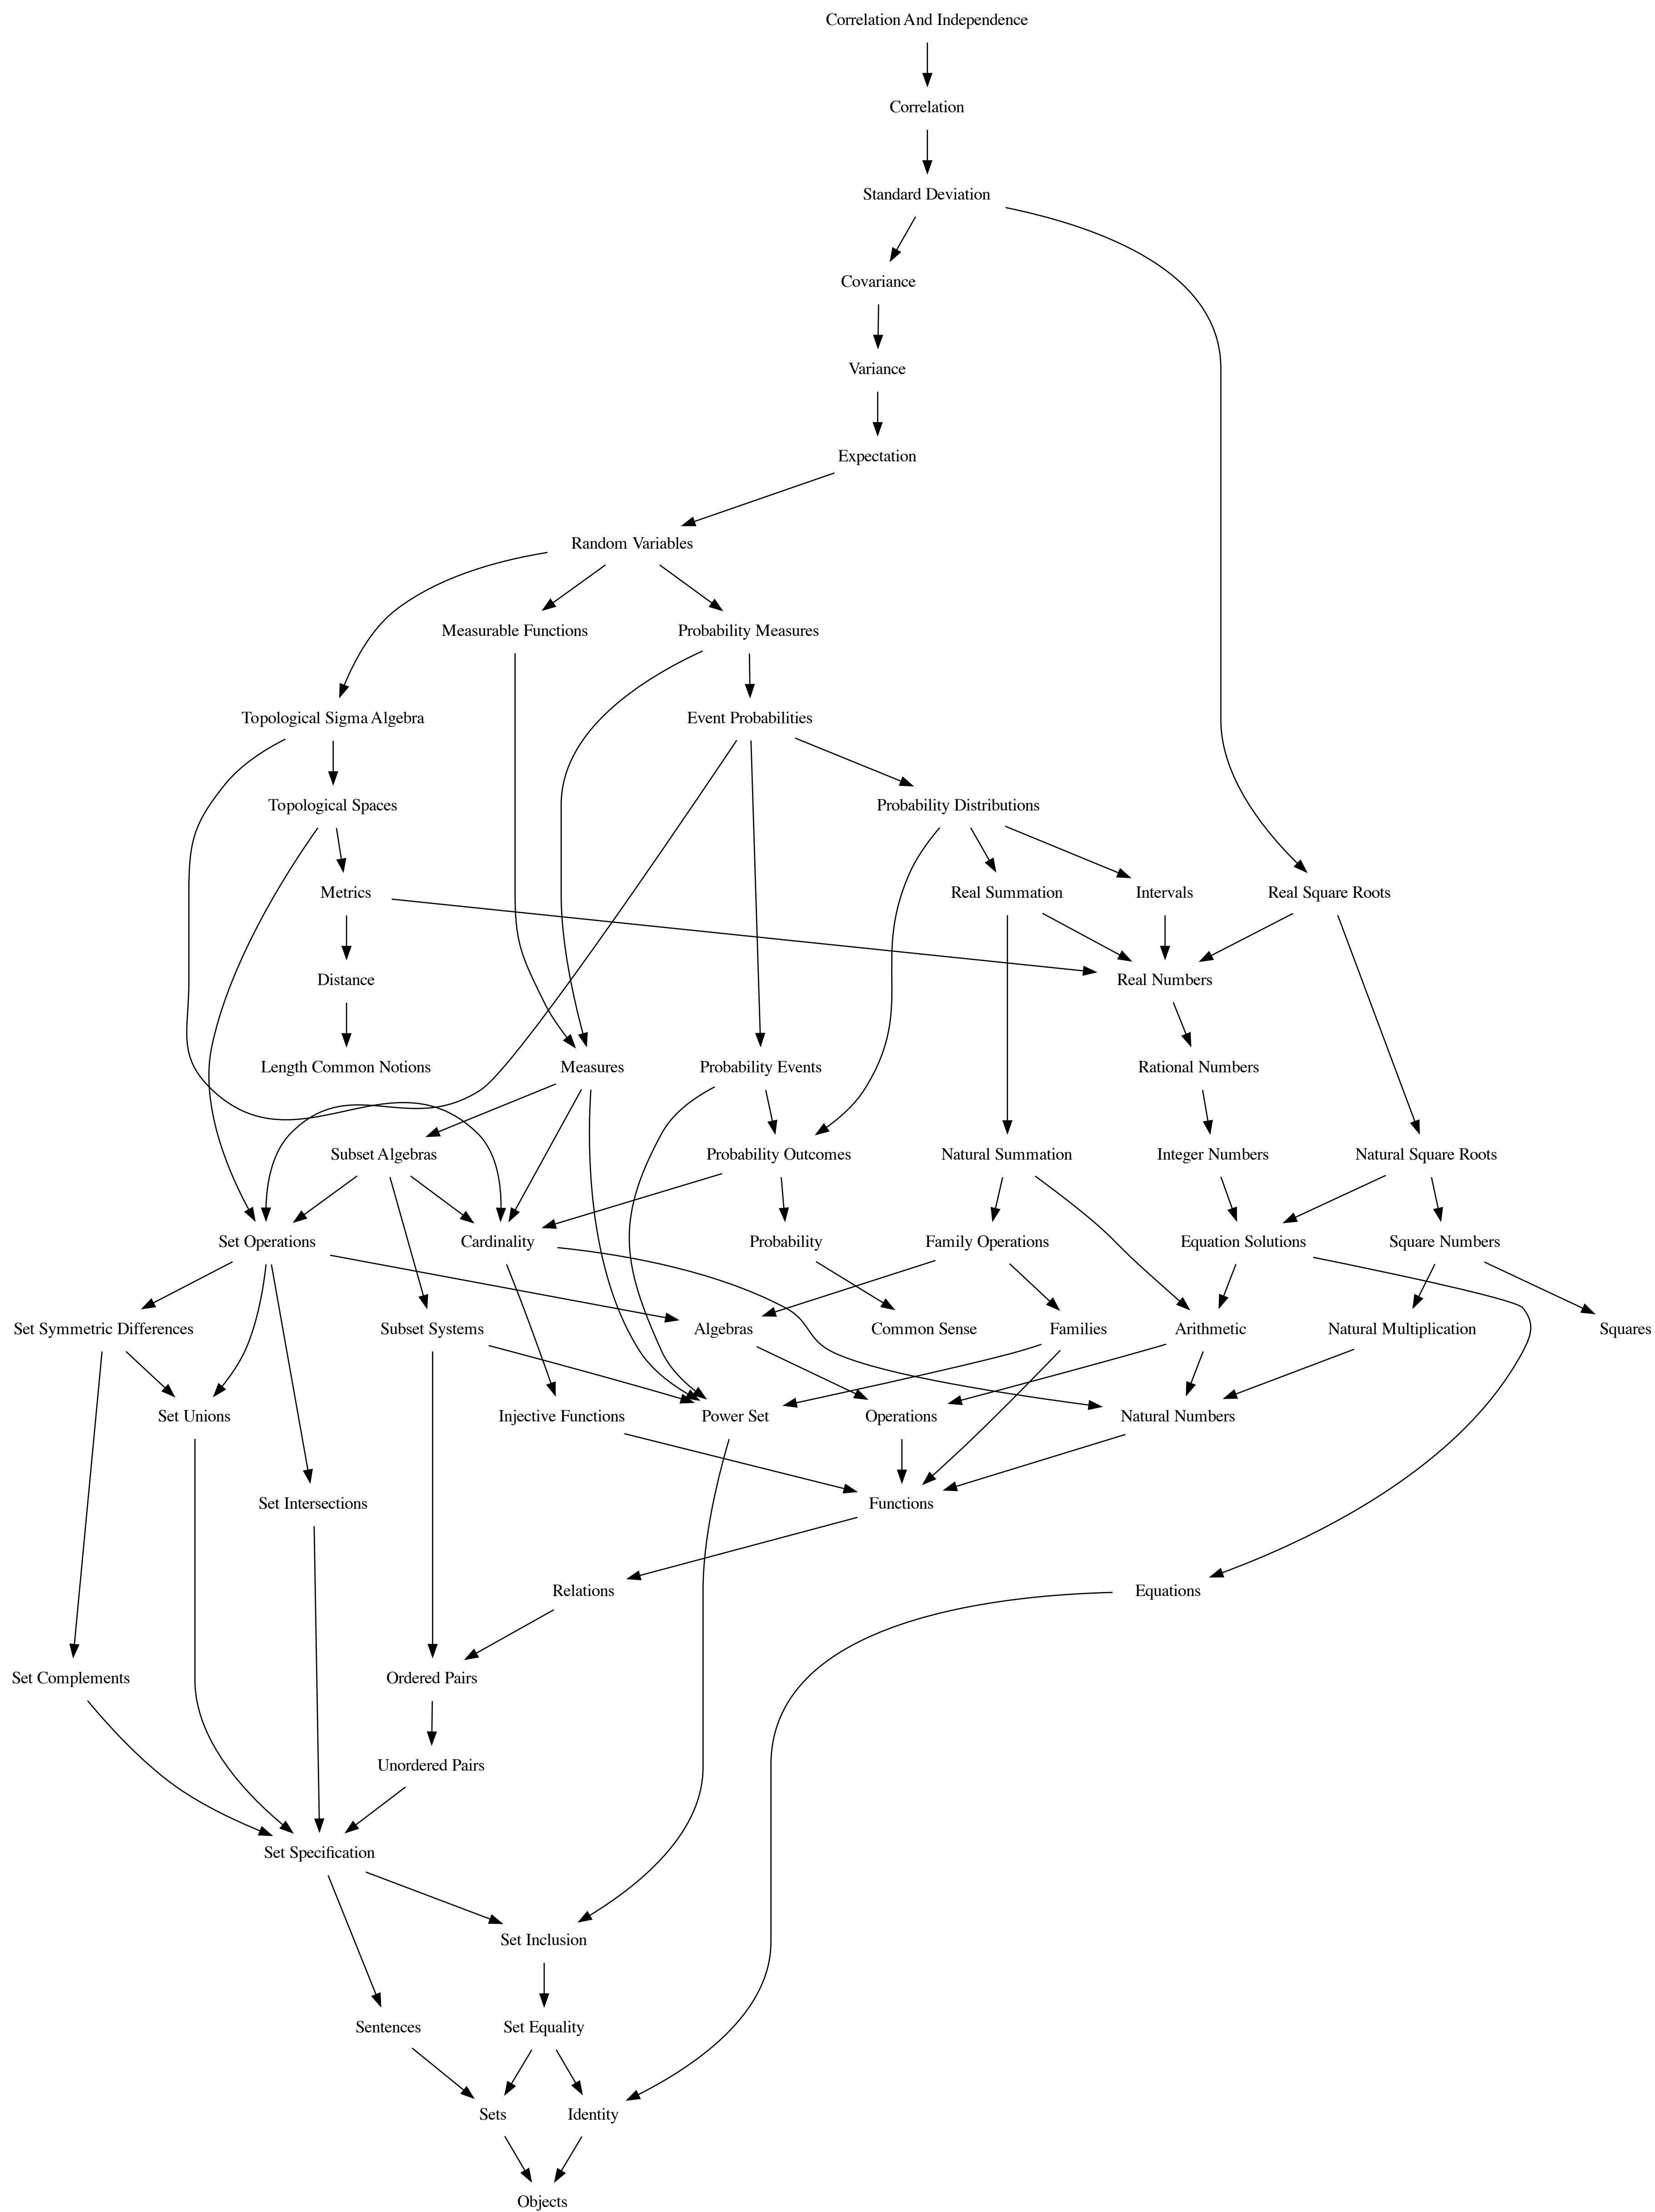 Correlation And Independence
Correlation
Standard Deviation
Covariance
Variance
Expectation
Random Variables
Measurable Functions
Probability Measures
Topological Sigma Algebra
Event Probabilities
Topological Spaces
Probability Distributions
Metrics
Real Summation
Intervals
Real Square Roots
Distance
Real Numbers
Length Common Notions
Measures
Probability Events
Rational Numbers
Subset Algebras
Probability Outcomes
Natural Summation
Integer Numbers
Natural Square Roots
Set Operations
Cardinality
Probability
Family Operations
Equation Solutions
Square Numbers
Set Symmetric Differences
Subset Systems
Algebras
Common Sense
Families
Arithmetic
Natural Multiplication
Squares
Set Unions
Injective Functions
Power Set
Operations
Natural Numbers
Set Intersections
Functions
Relations
Equations
Set Complements
Ordered Pairs
Unordered Pairs
Set Specification
Set Inclusion
Sentences
Set Equality
Sets
Identity
Objects